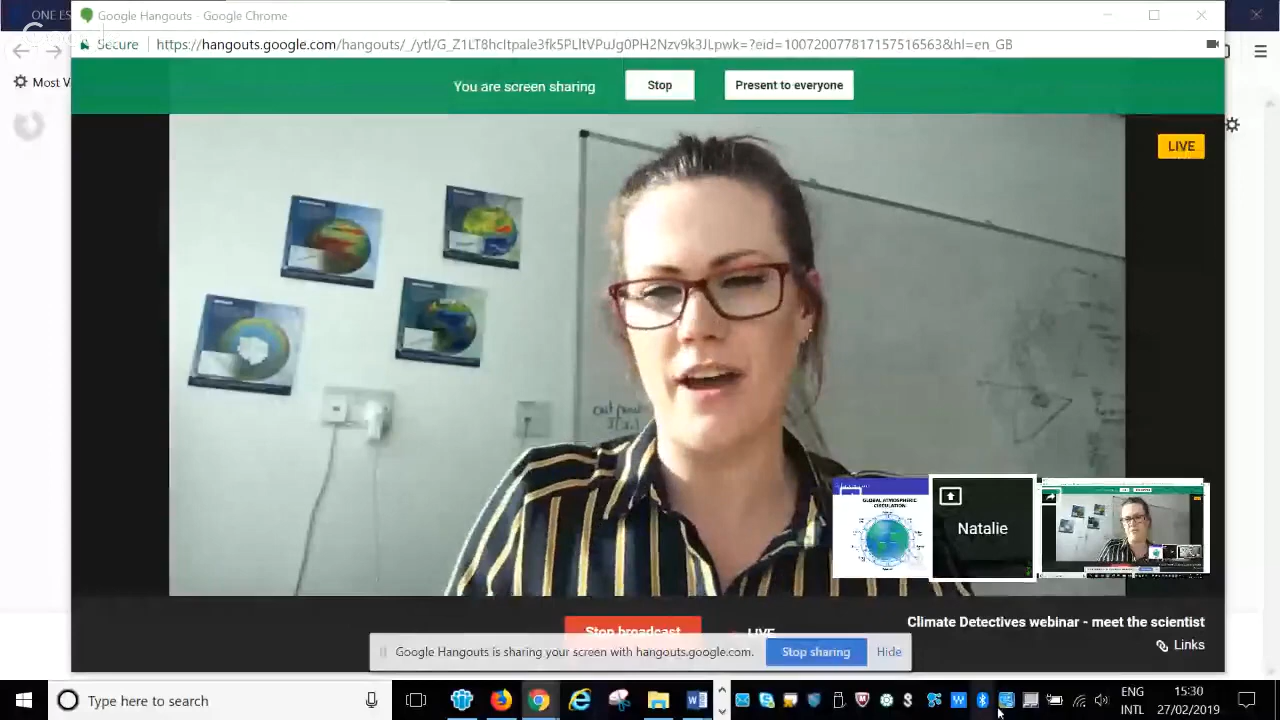 ONE ES
Google Hangouts - Google Chrome
Secure
https://hangouts.google.com/hangouts/_/ytl/
=?eid=100720077817157516563&hl=en_GB
Most V
You are screen sharing
Stop
Present to everyone
LIVE
GLOBAL ATMOSPHERIC
CIRCULATION
Natalie
Climate Detectives webinar - meet the scientist
Stop broadcast
LIVE
Links
Google Hangouts is sharing your screen with hangouts.google.com.
Stop sharing
Hide
Type here to search
ENG
INTL
15:30
27/02/2019